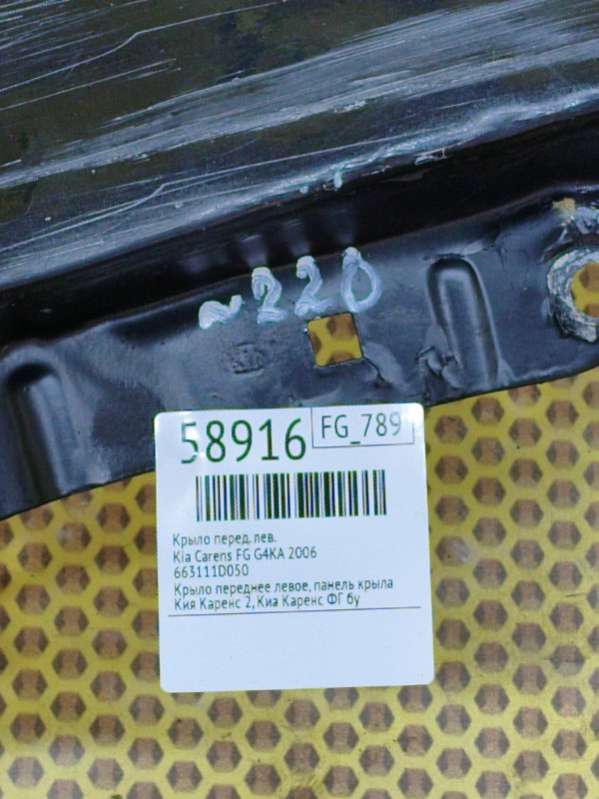 ~220
58916
FG_789
Крыло перед. лев.
Kia Carens FG G4KA 2006
663111D050
Крыло переднее левое, панель крыла
Кия Каренс 2, Киа Каренс ФГ бу